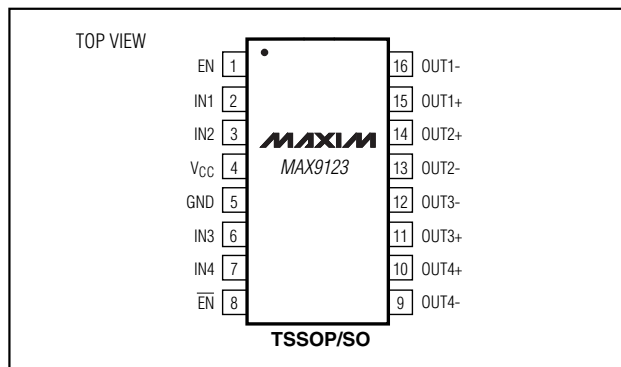 TOP VIEW
EN 1 16 OUT1-
IN1 2 15 OUT1+
IN2 3 14 OUT2+
MAXIM
VCC 4 MAX9123 13 OUT2-
GND 5 12 OUT3-
IN3 6 11 OUT3+
IN4 7 10 OUT4+
E̅N̅ 8 9 OUT4-
TSSOP/SO